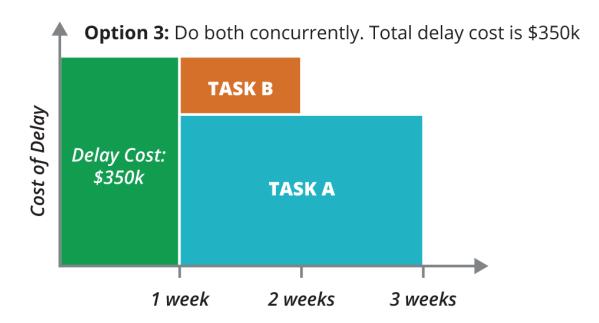 Option 3: Do both concurrently. Total delay cost is $350k
TASK B
Cost of Delay
Delay Cost:
$350k
TASK A
1 week
2 weeks
3 weeks